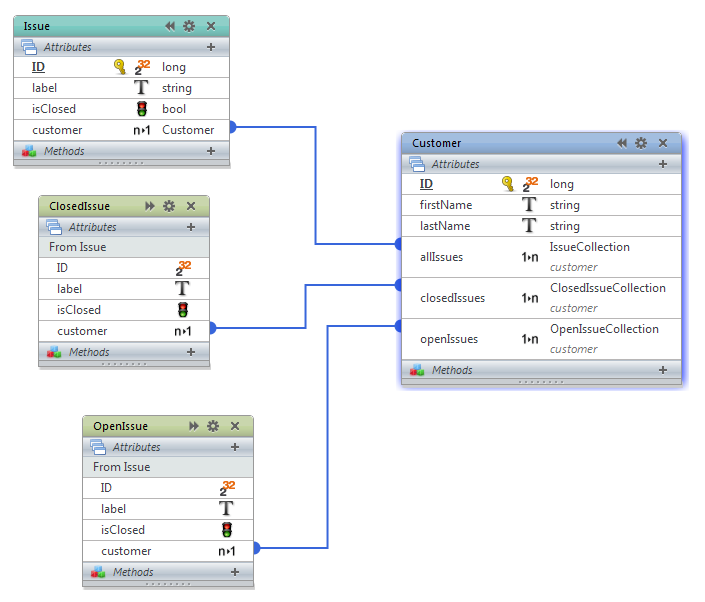 Issue
Attributes
ID 2 32 long
label T string
isClosed bool
customer n‣1 Customer
Methods
ClosedIssue
Attributes
From Issue
ID 2 32
label T
isClosed
customer n‣1
Methods
OpenIssue
Attributes
From Issue
ID 2 32
label T
isClosed
customer n‣1
Methods
Customer
Attributes
ID 2 32 long
firstName T string
lastName T string
allIssues 1‣n IssueCollection
customer
closedIssues 1‣n ClosedIssueCollection
customer
openIssues 1‣n OpenIssueCollection
customer
Methods